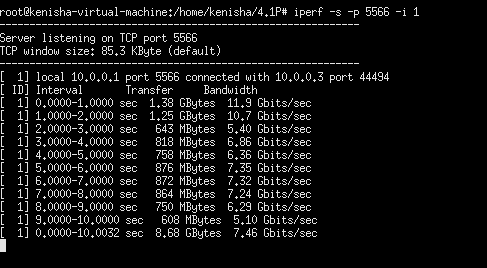 root@kenisha-virtual-machine:/home/kenisha/4.1P# iperf -s -p 5566 -i 1
------------------------------------------------------------
Server listening on TCP port 5566
TCP window size: 85.3 KByte (default)
------------------------------------------------------------
[  1] local 10.0.0.1 port 5566 connected with 10.0.0.3 port 44494
[ ID] Interval       Transfer     Bandwidth
[  1] 0.0000-1.0000 sec  1.38 GBytes  11.9 Gbits/sec
[  1] 1.0000-2.0000 sec  1.25 GBytes  10.7 Gbits/sec
[  1] 2.0000-3.0000 sec   643 MBytes  5.40 Gbits/sec
[  1] 3.0000-4.0000 sec   818 MBytes  6.86 Gbits/sec
[  1] 4.0000-5.0000 sec   758 MBytes  6.36 Gbits/sec
[  1] 5.0000-6.0000 sec   876 MBytes  7.35 Gbits/sec
[  1] 6.0000-7.0000 sec   872 MBytes  7.32 Gbits/sec
[  1] 7.0000-8.0000 sec   864 MBytes  7.24 Gbits/sec
[  1] 8.0000-9.0000 sec   750 MBytes  6.29 Gbits/sec
[  1] 9.0000-10.0000 sec   608 MBytes  5.10 Gbits/sec
[  1] 0.0000-10.0032 sec  8.68 GBytes  7.46 Gbits/sec